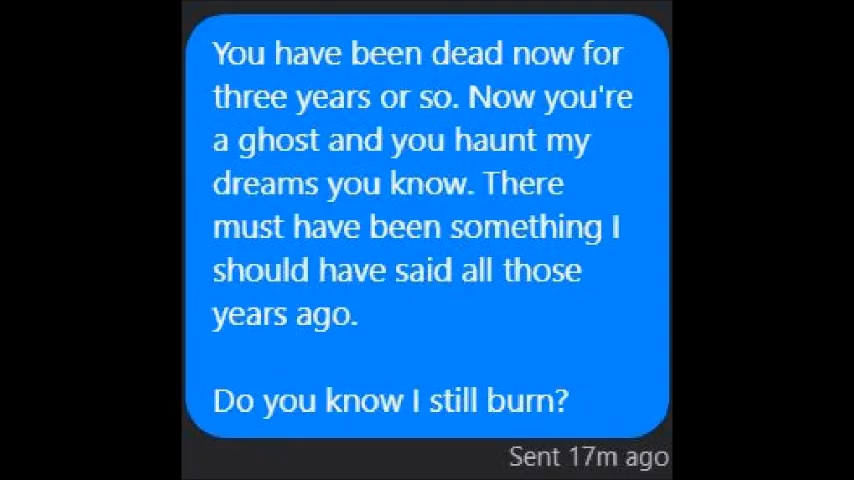 You have been dead now for
three years or so. Now you're
a ghost and you haunt my
dreams you know. There
must have been something I
should have said all those
years ago.
Do you know I still burn?
Sent 17m ago